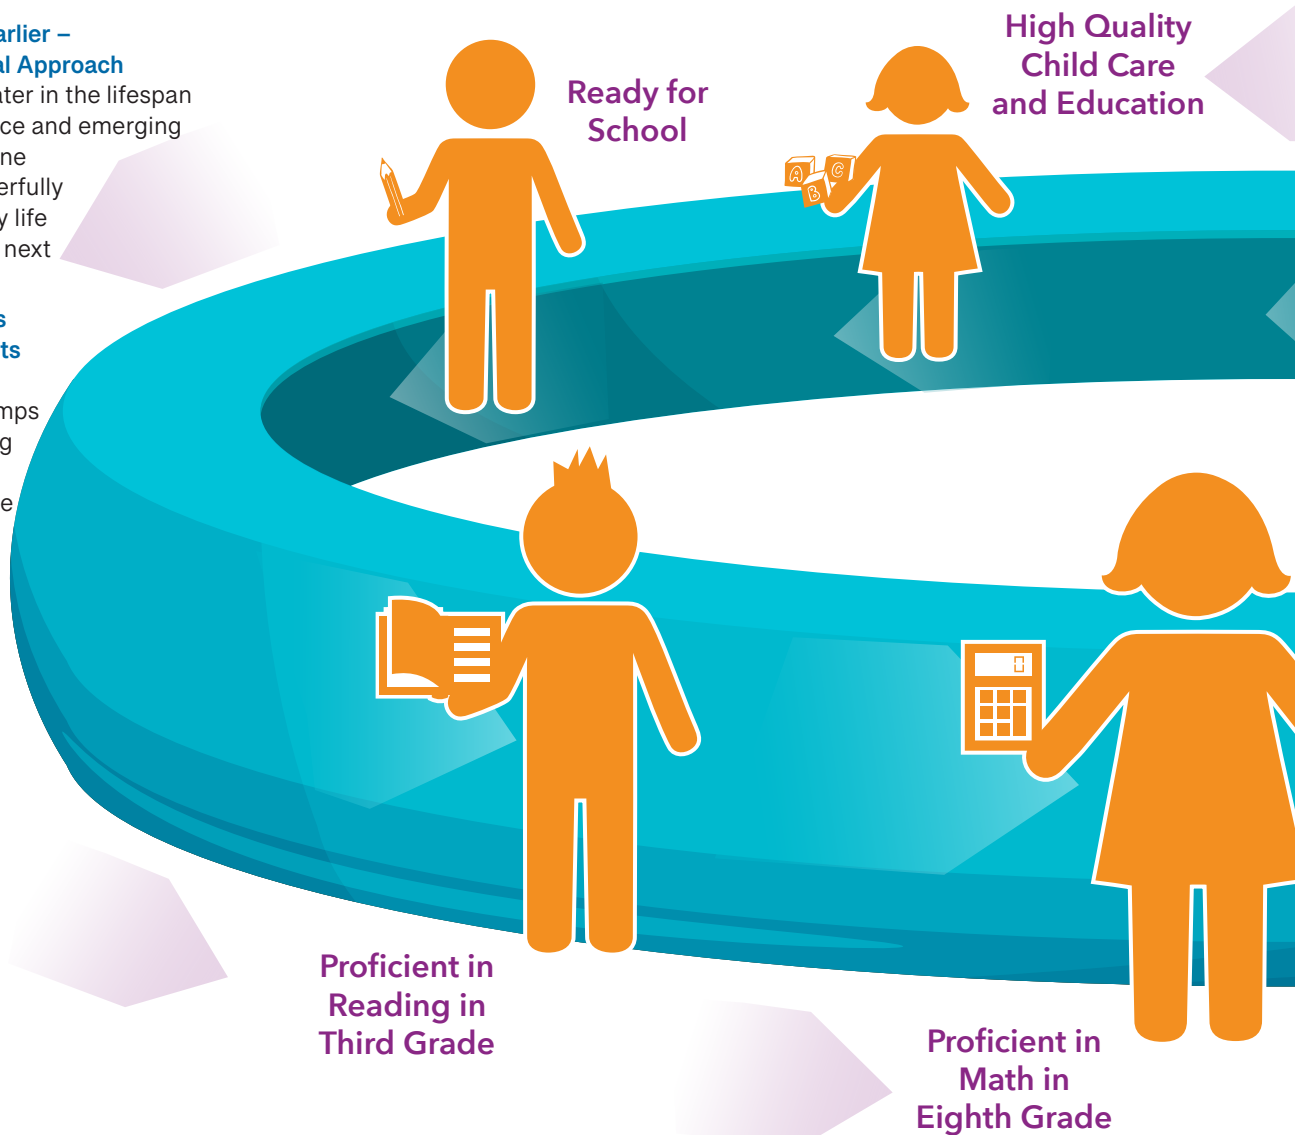 arlier –
al Approach
ater in the lifespan
ce and emerging
ne
erfully
y life
next
s
ts
mps
g
e
Ready for
School
High Quality
Child Care
and Education
A
B
C
0
Proficient in
Reading in
Third Grade
Proficient in
Math in
Eighth Grade